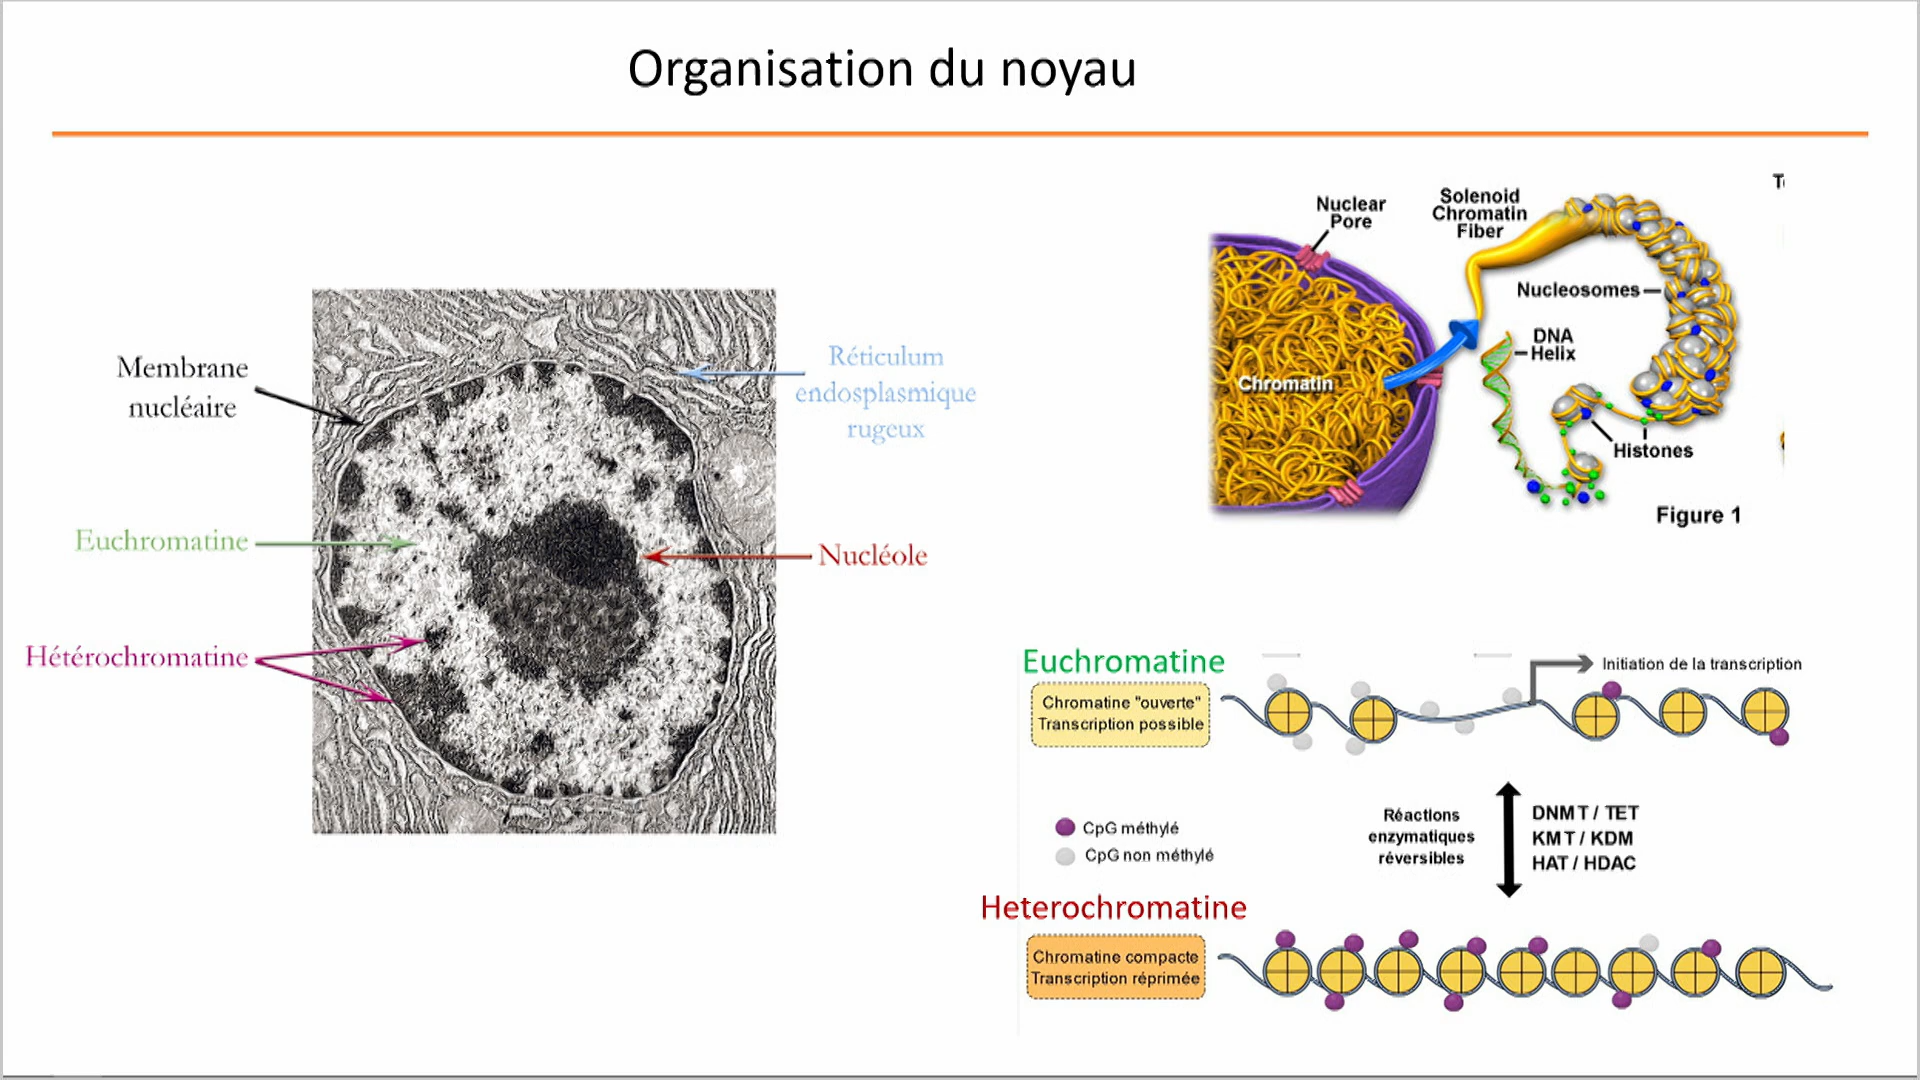 Organisation du noyau
Membrane
nucléaire
Euchromatine
Hétérochromatine
Réticulum
endosplasmique
rugeux
Nucléole
Nuclear
Pore
Solenoid
Chromatin
Fiber
Nucleosomes
DNA
Helix
Chromatin
Histones
Figure 1
Euchromatine
Chromatine "ouverte"
Transcription possible
Initiation de la transcription
CpG méthylé
CpG non méthylé
Réactions
enzymatiques
réversibles
DNMT / TET
KMT / KDM
HAT / HDAC
Heterochromatine
Chromatine compacte
Transcription réprimée